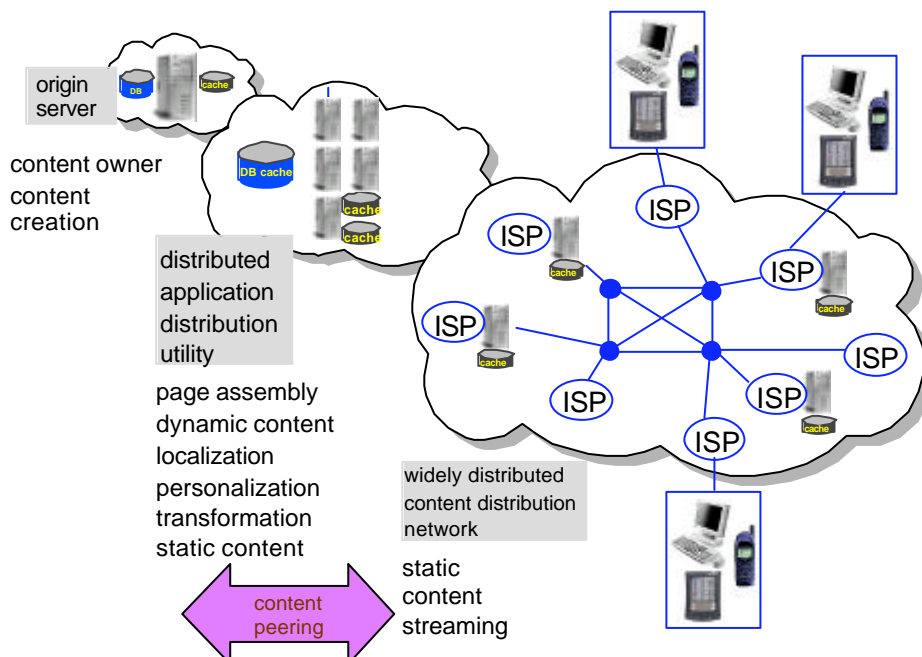 origin
server
DB
cache
content owner
content
creation
DB cache
cache
cache
distributed
application
distribution
utility
page assembly
dynamic content
localization
personalization
transformation
static content
content
peering
ISP
ISP
cache
ISP
cache
ISP
cache
ISP
ISP
ISP
cache
ISP
widely distributed
content distribution
network
static
content
streaming